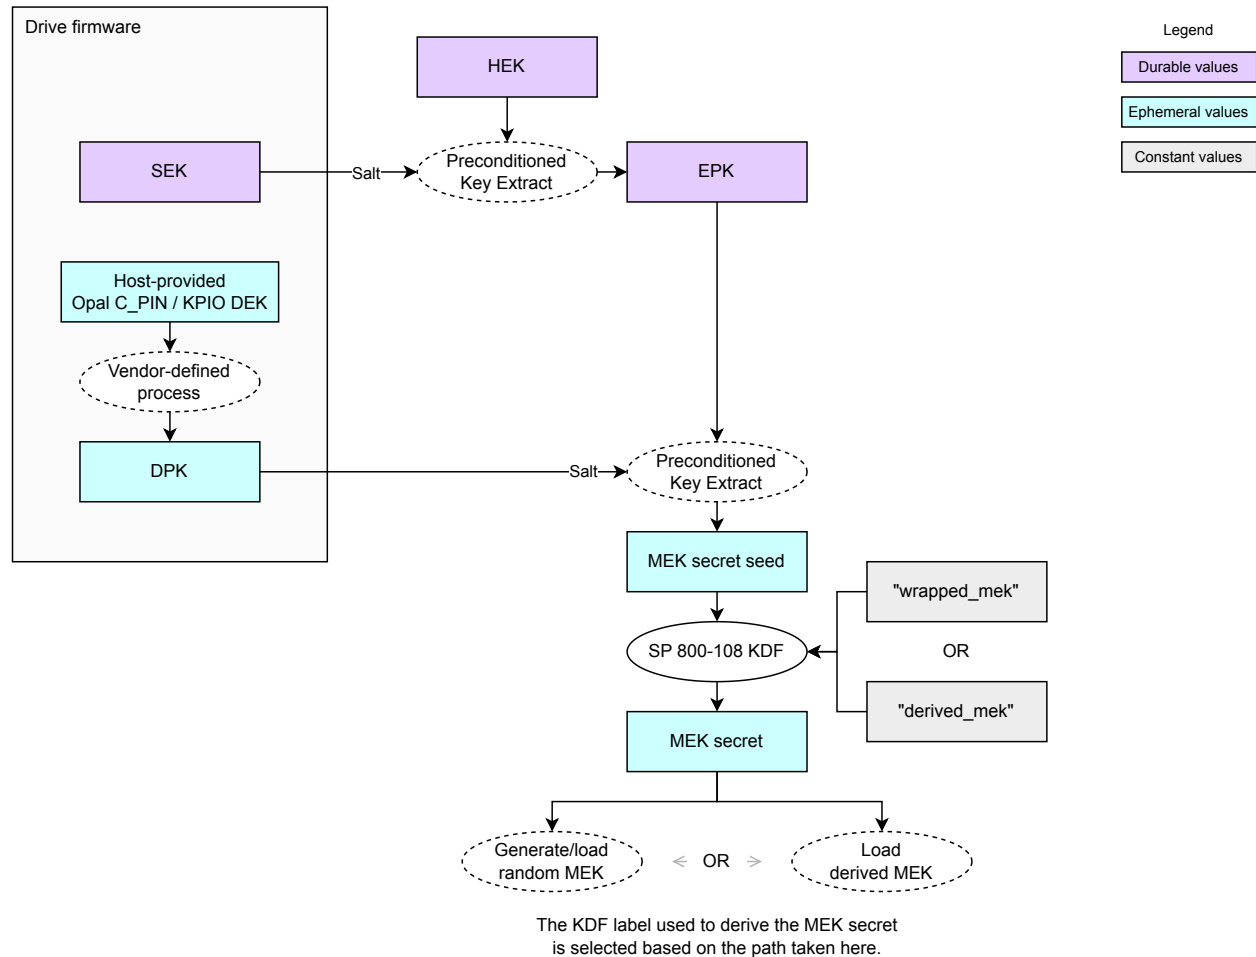 Drive firmware
HEK
Legend
Durable values
Ephemeral values
Constant values
SEK
Salt
Preconditioned
Key Extract
EPK
Host-provided
Opal C_PIN / KPIO DEK
Vendor-defined
process
DPK
Salt
Preconditioned
Key Extract
MEK secret seed
"wrapped_mek"
SP 800-108 KDF
OR
"derived_mek"
MEK secret
Generate/load
random MEK
OR
Load
derived MEK
The KDF label used to derive the MEK secret
is selected based on the path taken here.